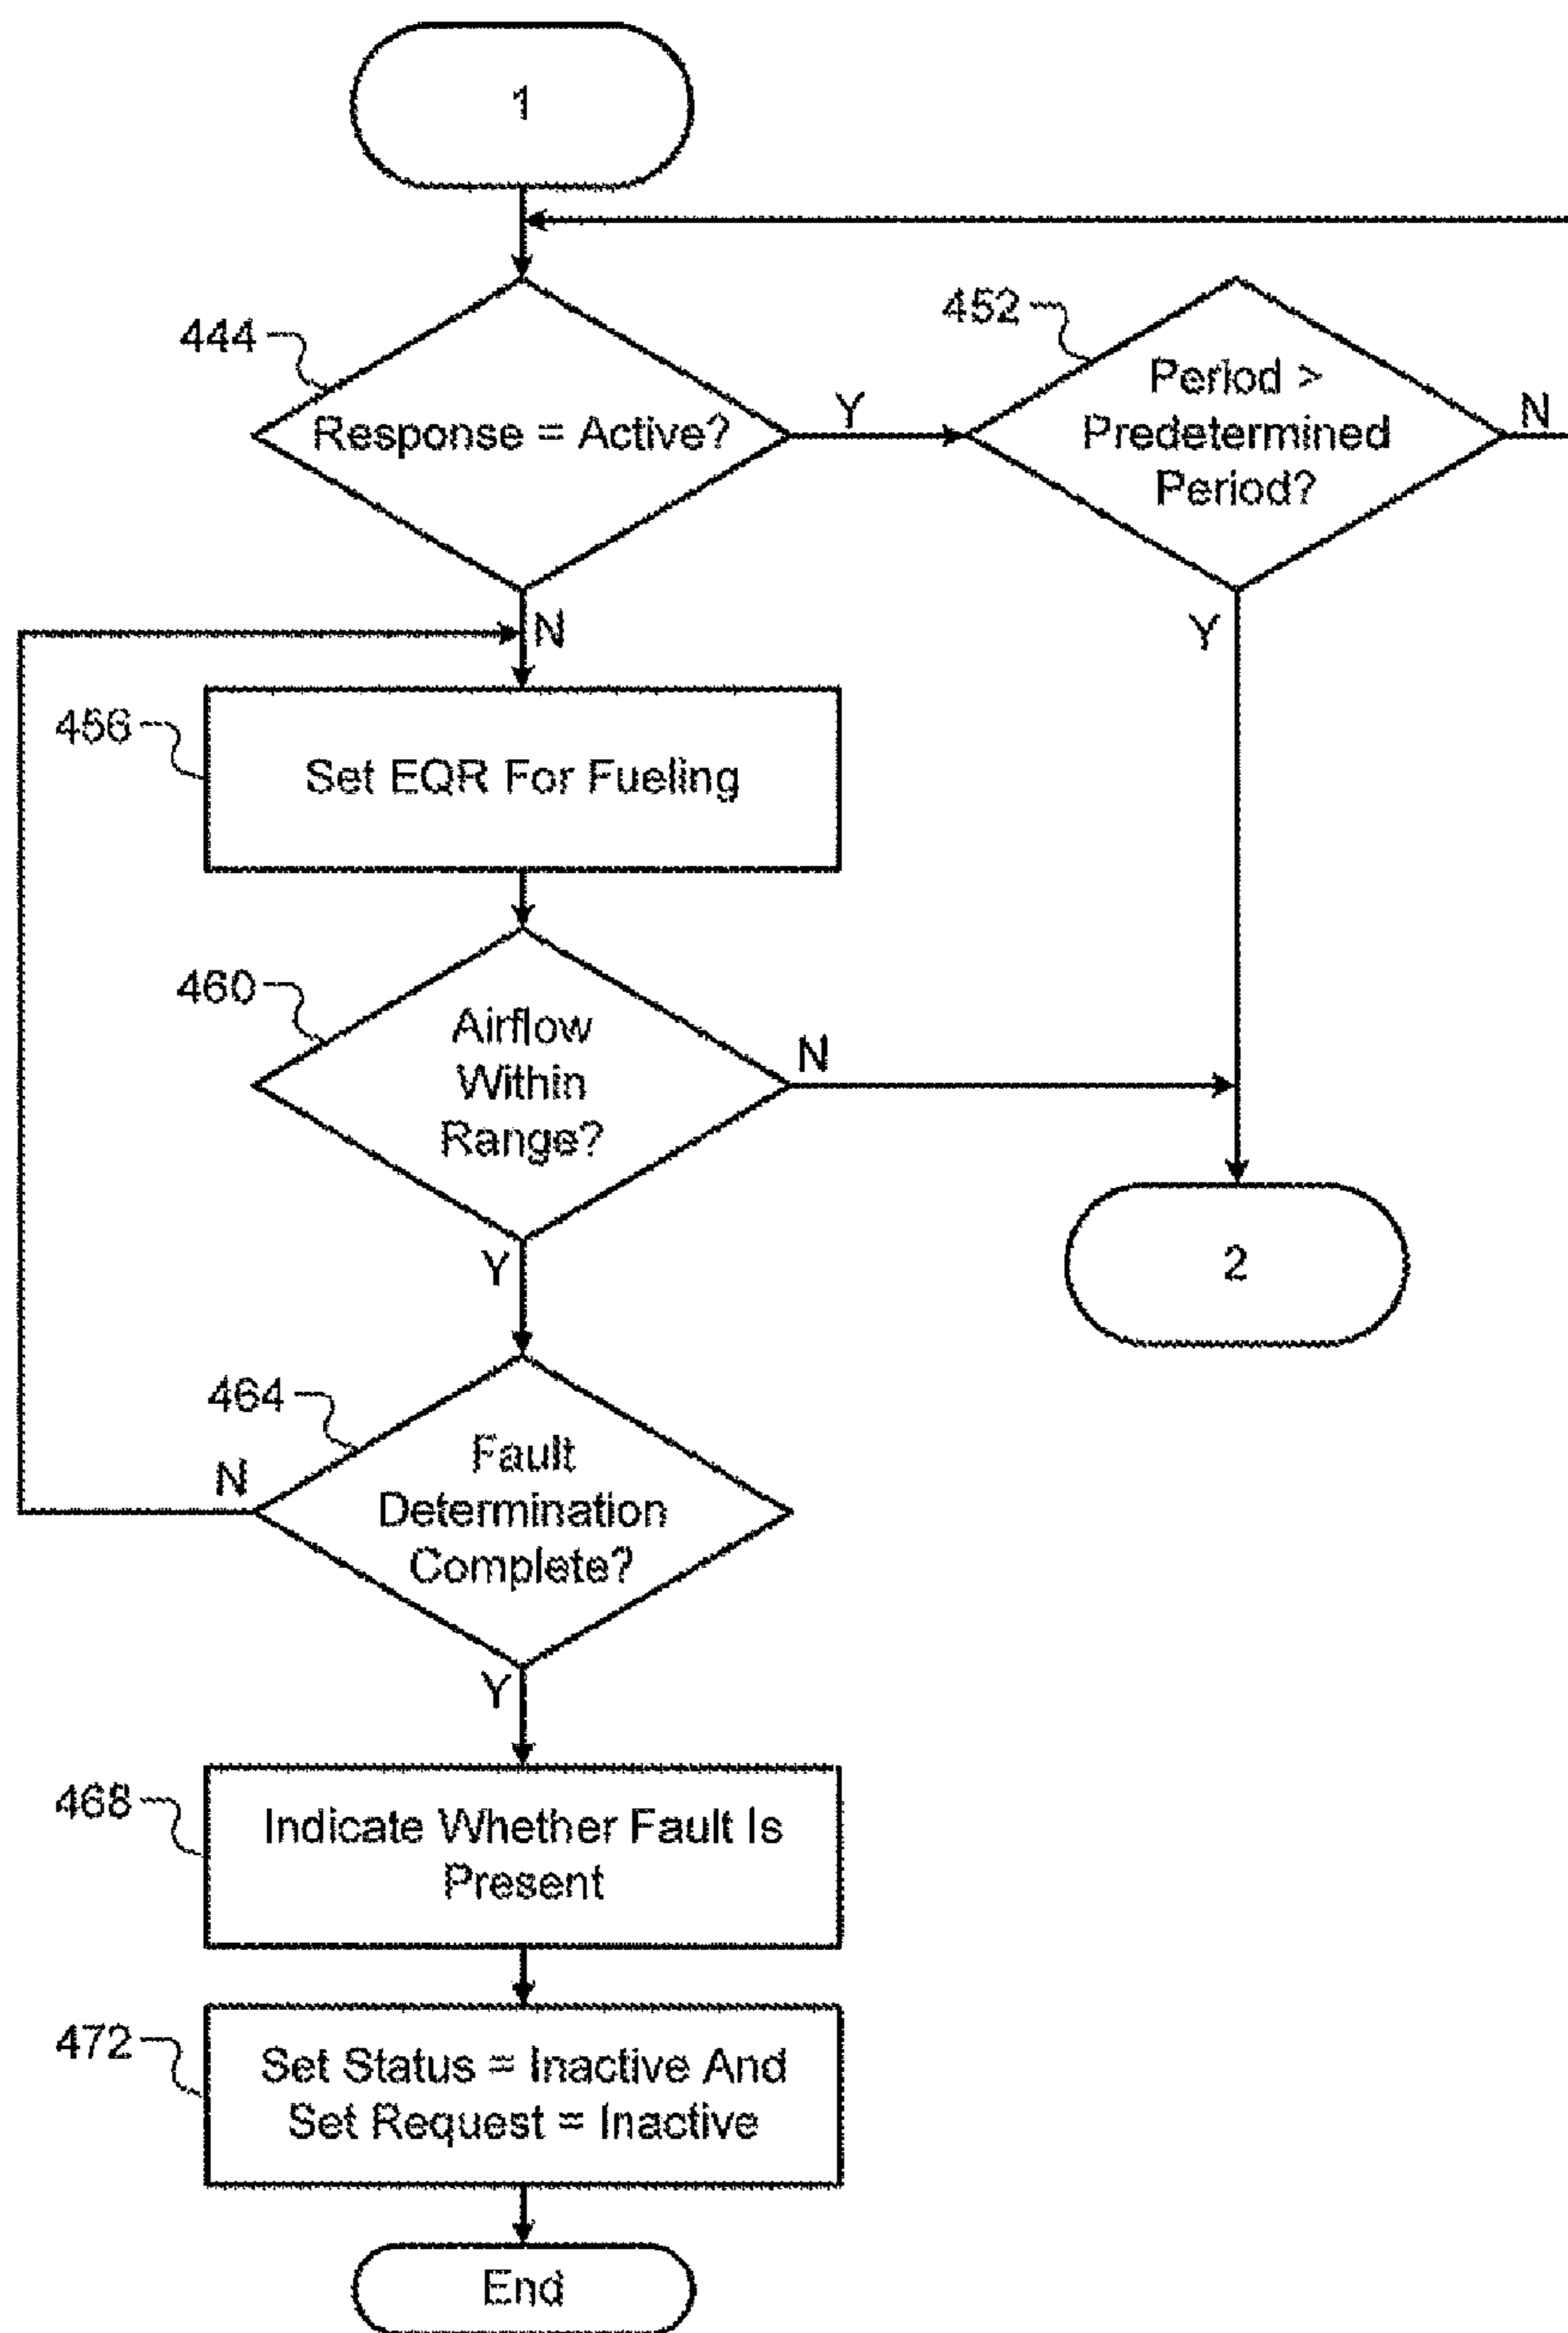 1
444
Response = Active?
Y
N
452
Period >
Predetermined
Period?
N
Y
456
Set EQR For Fueling
460
Airflow
Within
Range?
N
Y
2
464
Fault
Determination
Complete?
N
Y
468
Indicate Whether Fault Is
Present
472
Set Status = Inactive And
Set Request = Inactive
End